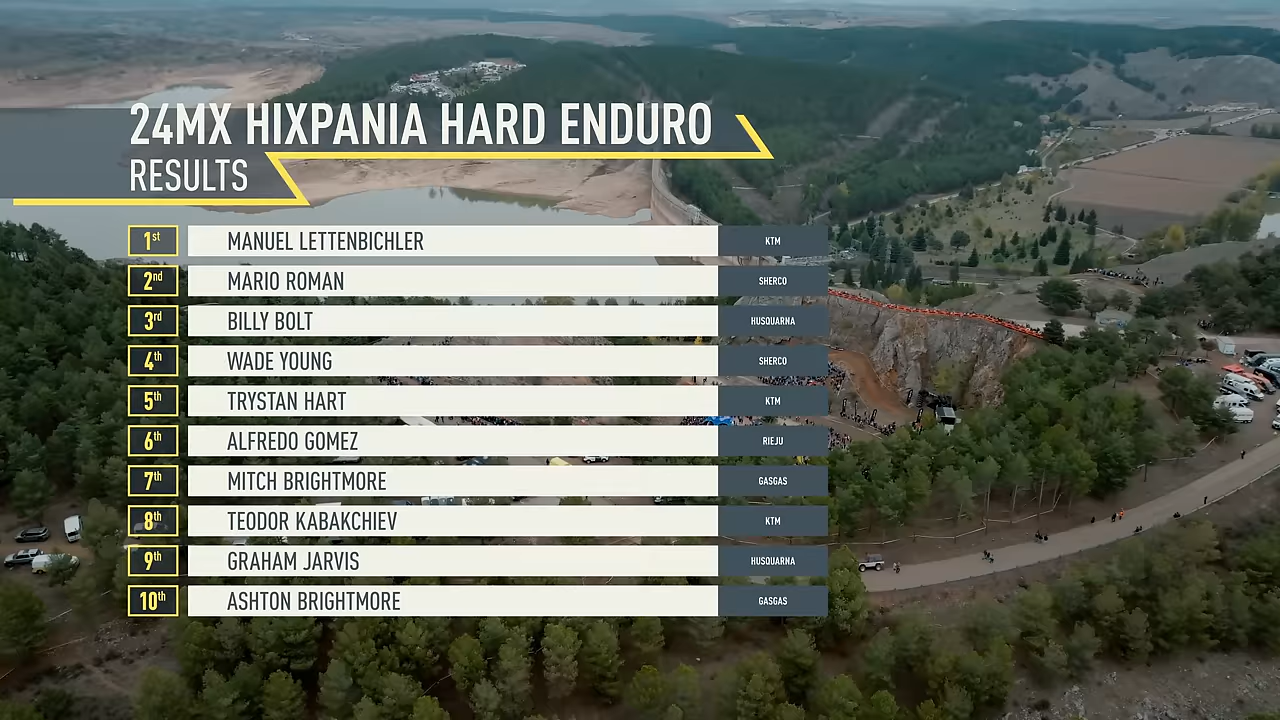 24MX HIXPANIA HARD ENDURO
RESULTS
1st MANUEL LETTENBICHLER KTM
2nd MARIO ROMAN SHERCO
3rd BILLY BOLT HUSQUARNA
4th WADE YOUNG SHERCO
5th TRYSTAN HART KTM
6th ALFREDO GOMEZ RIEJU
7th MITCH BRIGHTMORE GASGAS
8th TEODOR KABAKCHIEV KTM
9th GRAHAM JARVIS HUSQUARNA
10th ASHTON BRIGHTMORE GASGAS